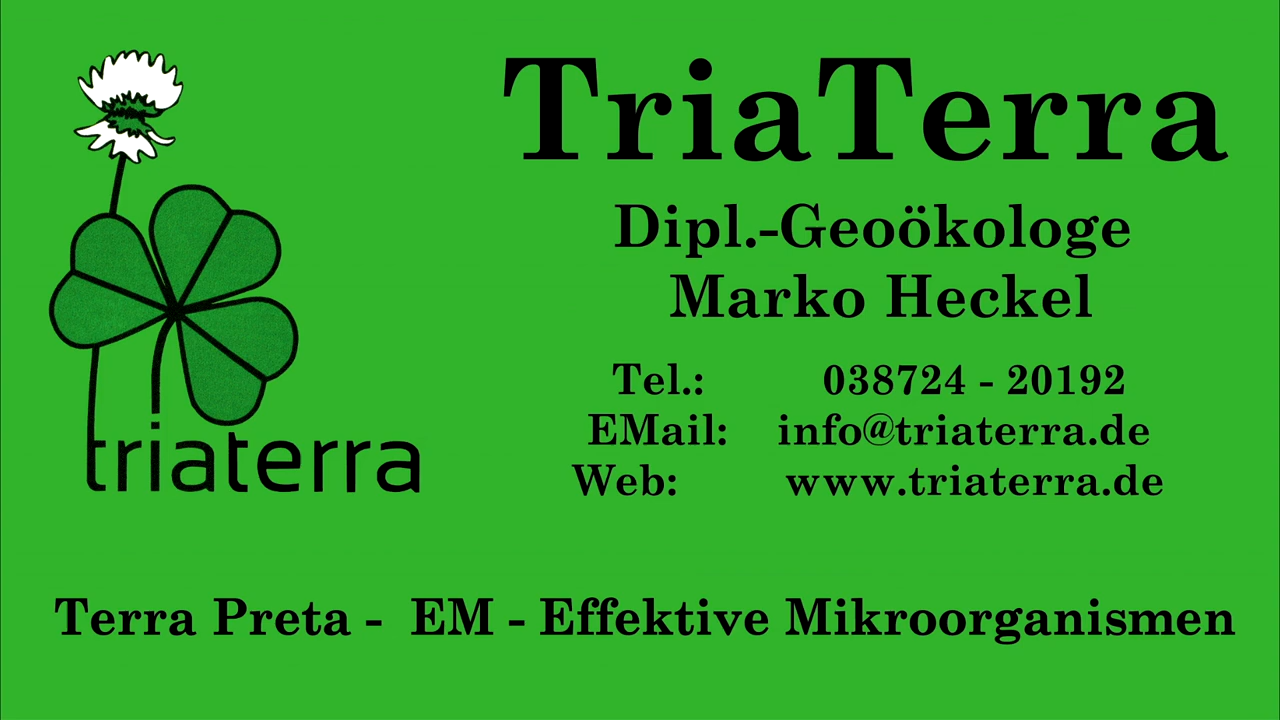 TriaTerra
Dipl.-Geoökologe
Marko Heckel
Tel.: 038724 - 20192
EMail: info@triaterra.de
Web: www.triaterra.de
triaterra
Terra Preta - EM - Effektive Mikroorganismen